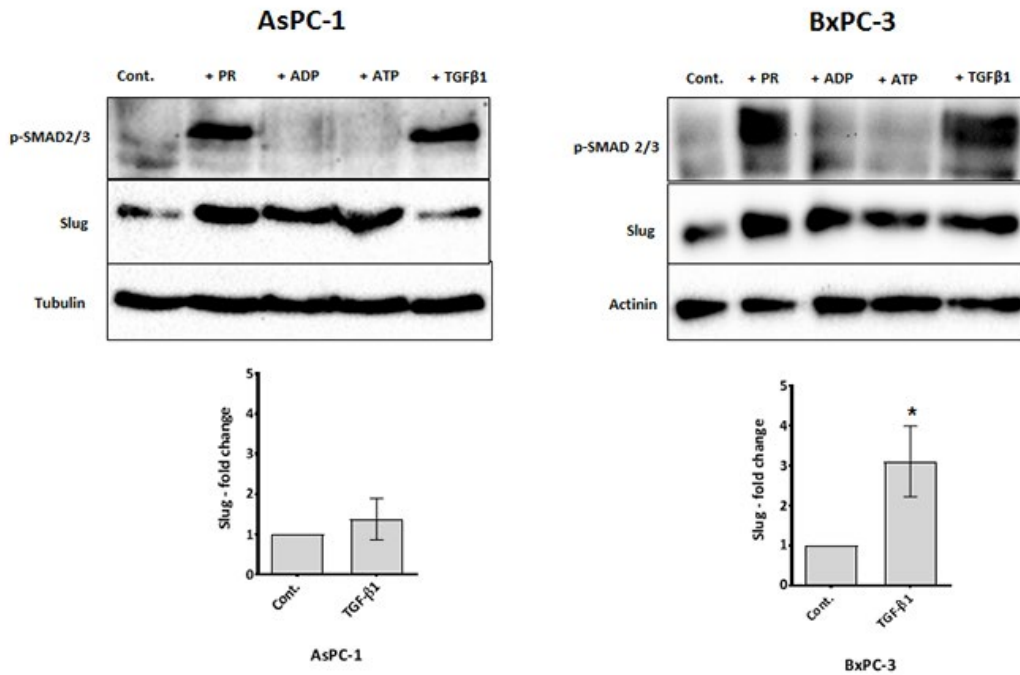 AsPC-1
Cont. + PR + ADP + ATP + TGFβ1
p-SMAD2/3
Slug
Tubulin
5
4
3
2
1
0
Slug - fold change
Cont.
TGF-β1
AsPC-1
BxPC-3
Cont. + PR + ADP + ATP + TGFβ1
p-SMAD 2/3
Slug
Actinin
5
4
3
2
1
0
Slug - fold change
*
Cont.
TGF-β1
BxPC-3